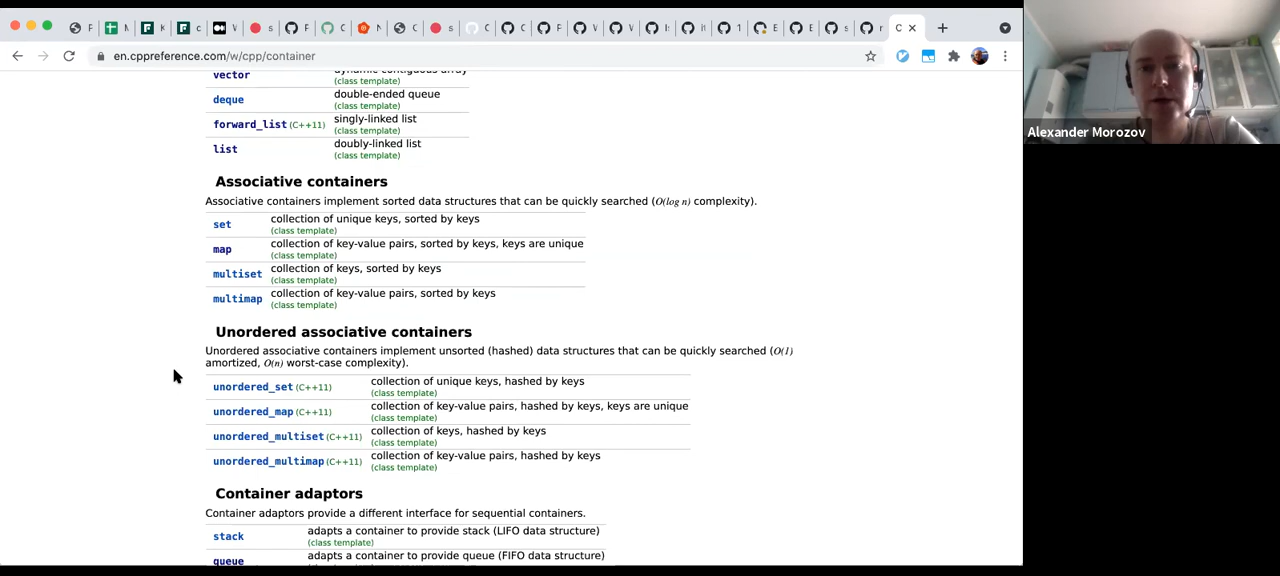 en.cppreference.com/w/cpp/container
vector
dynamic contiguous array
(class template)
deque
double-ended queue
(class template)
forward_list (C++11)
singly-linked list
(class template)
list
doubly-linked list
(class template)
Associative containers
Associative containers implement sorted data structures that can be quickly searched (O(log n) complexity).
set
collection of unique keys, sorted by keys
(class template)
map
collection of key-value pairs, sorted by keys, keys are unique
(class template)
multiset
collection of keys, sorted by keys
(class template)
multimap
collection of key-value pairs, sorted by keys
(class template)
Unordered associative containers
Unordered associative containers implement unsorted (hashed) data structures that can be quickly searched (O(1)
amortized, O(n) worst-case complexity).
unordered_set (C++11)
collection of unique keys, hashed by keys
(class template)
unordered_map (C++11)
collection of key-value pairs, hashed by keys, keys are unique
(class template)
unordered_multiset (C++11)
collection of keys, hashed by keys
(class template)
unordered_multimap (C++11)
collection of key-value pairs, hashed by keys
(class template)
Container adaptors
Container adaptors provide a different interface for sequential containers.
stack
adapts a container to provide stack (LIFO data structure)
(class template)
queue
adapts a container to provide queue (FIFO data structure)
Alexander Morozov